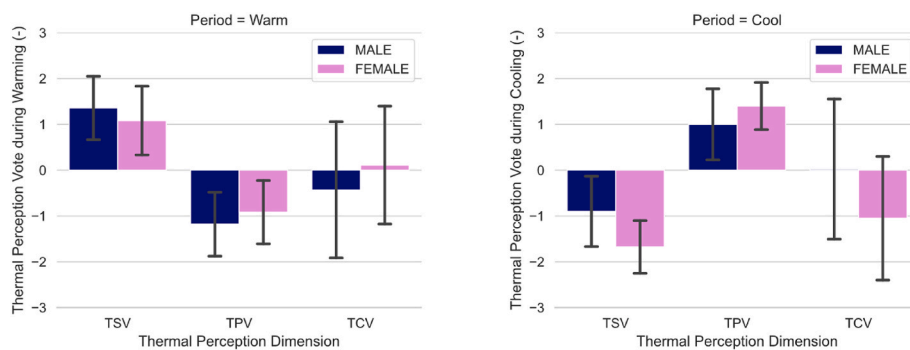 Period = Warm
Thermal Perception Vote during Warming (-)
3
2
1
0
−1
−2
−3
MALE
FEMALE
TSV
TPV
TCV
Thermal Perception Dimension
Period = Cool
Thermal Perception Vote during Cooling (-)
3
2
1
0
−1
−2
−3
MALE
FEMALE
TSV
TPV
TCV
Thermal Perception Dimension